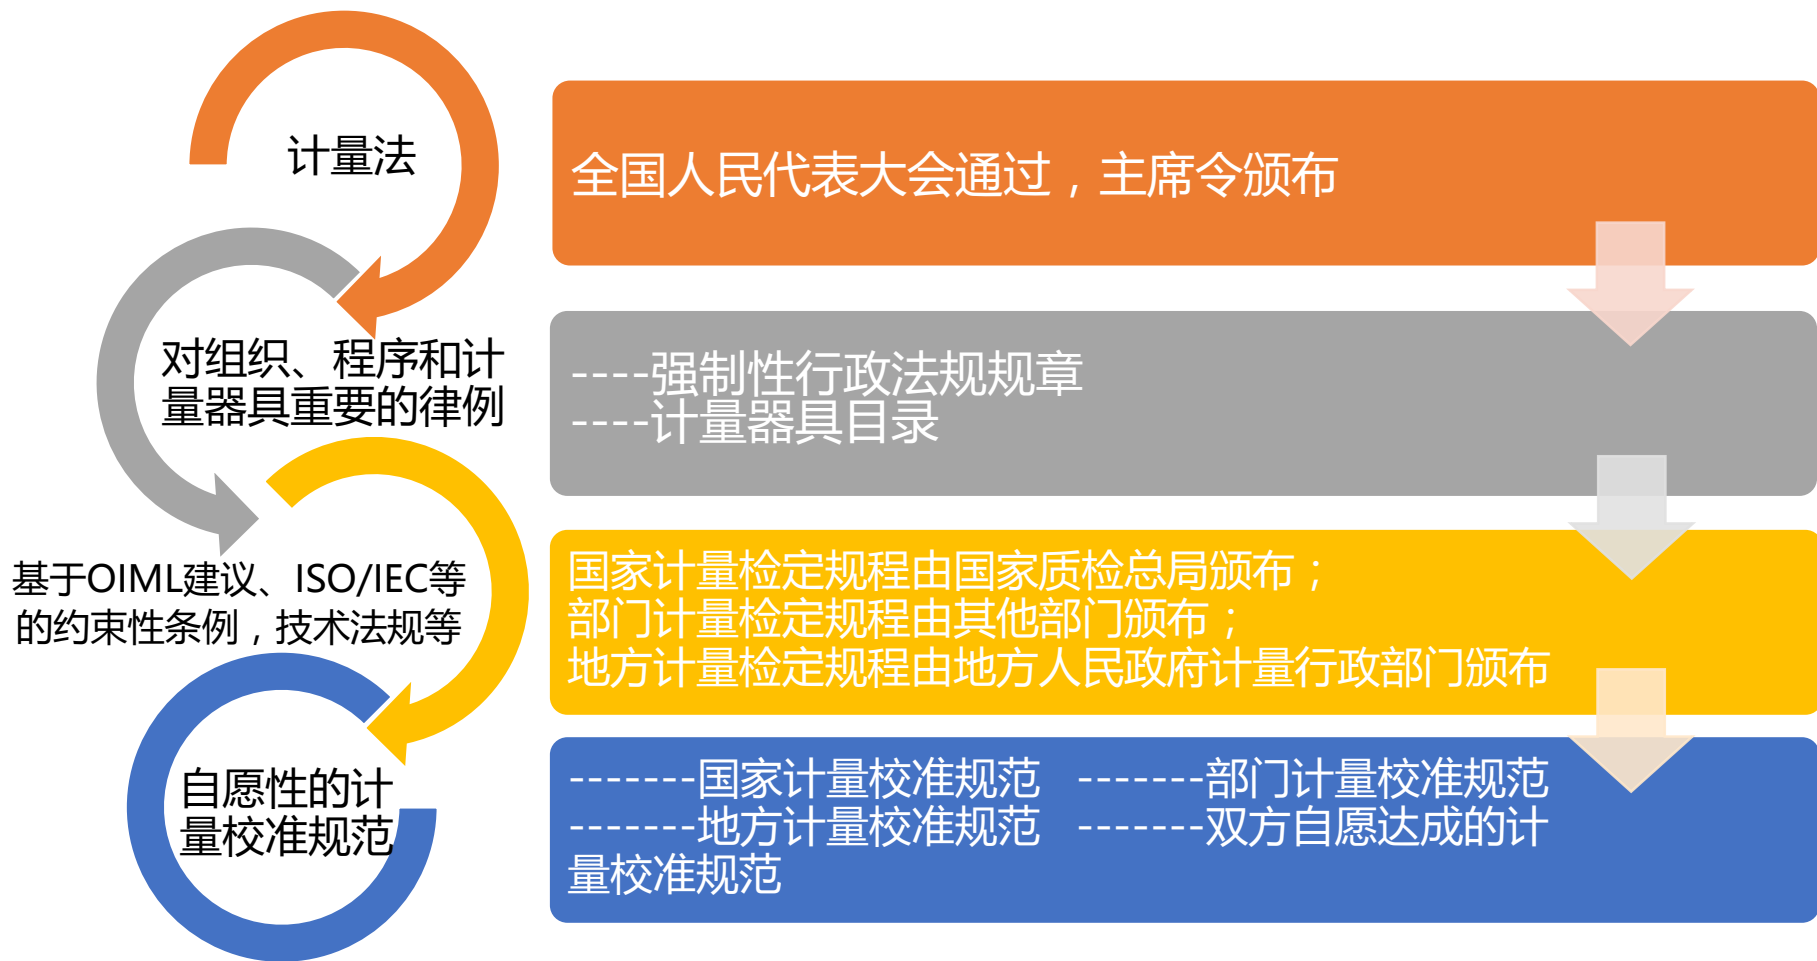 计量法
全国人民代表大会通过，主席令颁布
对组织、程序和计
量器具重要的律例
----强制性行政法规规章
----计量器具目录
基于OIML建议、ISO/IEC等
的约束性条例，技术法规等
国家计量检定规程由国家质检总局颁布；
部门计量检定规程由其他部门颁布；
地方计量检定规程由地方人民政府计量行政部门颁布
自愿性的计
量校准规范
-------国家计量校准规范 -------部门计量校准规范
-------地方计量校准规范 -------双方自愿达成的计
量校准规范